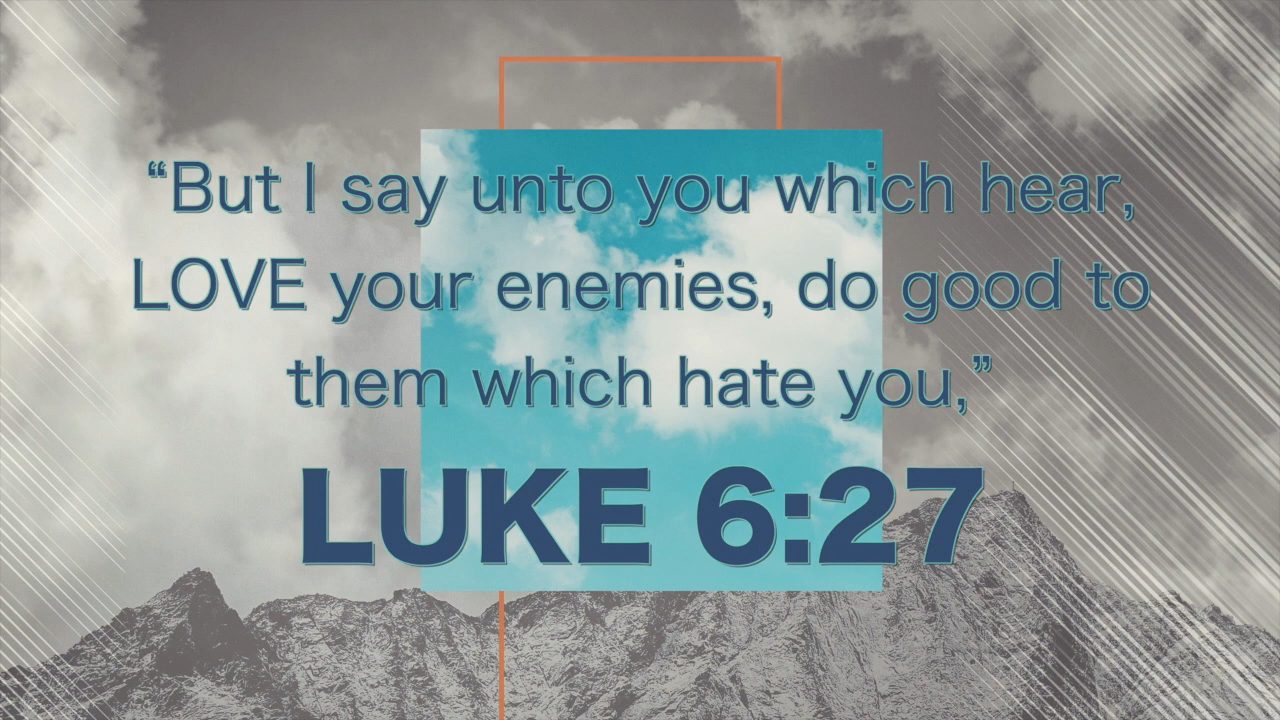 “But I say unto you which hear,
LOVE your enemies, do good to
them which hate you,”
LUKE 6:27